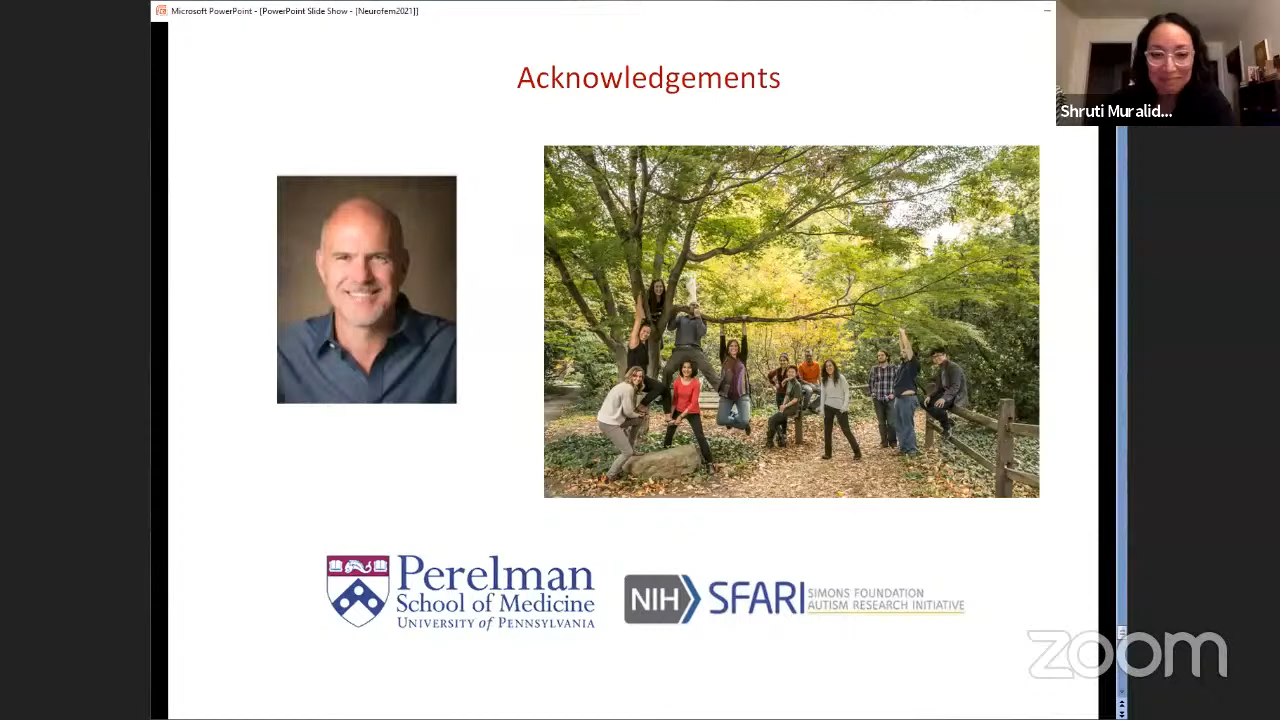 Microsoft PowerPoint - [PowerPoint Slide Show - [Neurofem2021]]
Shruti Muralid...
Acknowledgements
Perelman
School of Medicine
UNIVERSITY of PENNSYLVANIA
NIH
SFARI
SIMONS FOUNDATION
AUTISM RESEARCH INITIATIVE
zoom